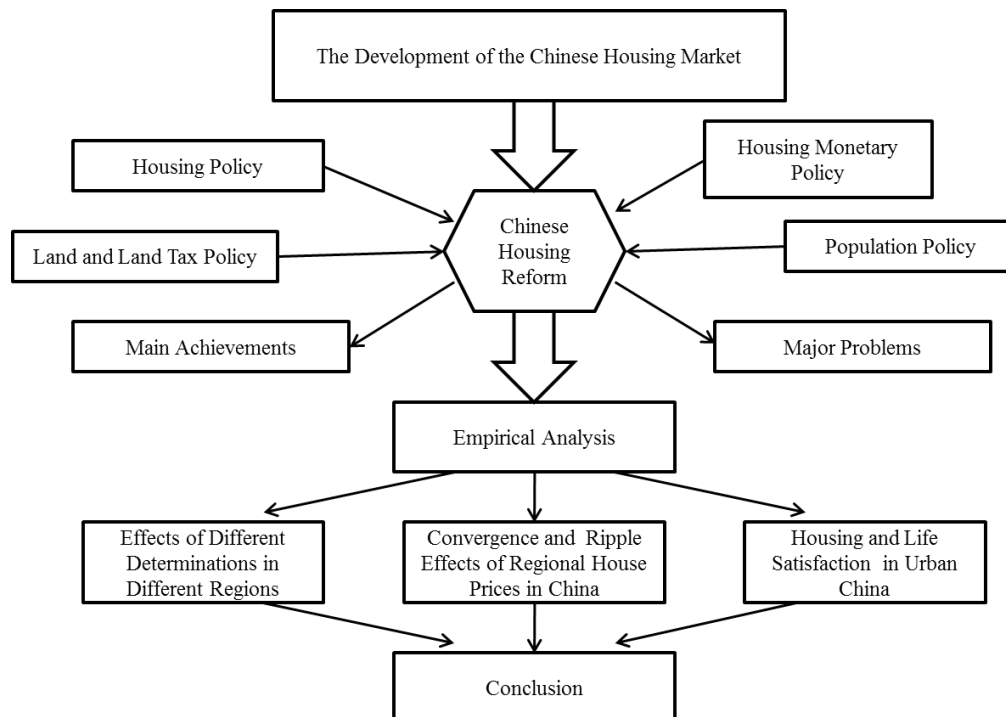 The Development of the Chinese Housing Market
Housing Policy
Housing Monetary
Policy
Chinese
Housing
Reform
Land and Land Tax Policy
Population Policy
Main Achievements
Major Problems
Empirical Analysis
Effects of Different
Determinations in
Different Regions
Convergence and Ripple
Effects of Regional House
Prices in China
Housing and Life
Satisfaction in Urban
China
Conclusion